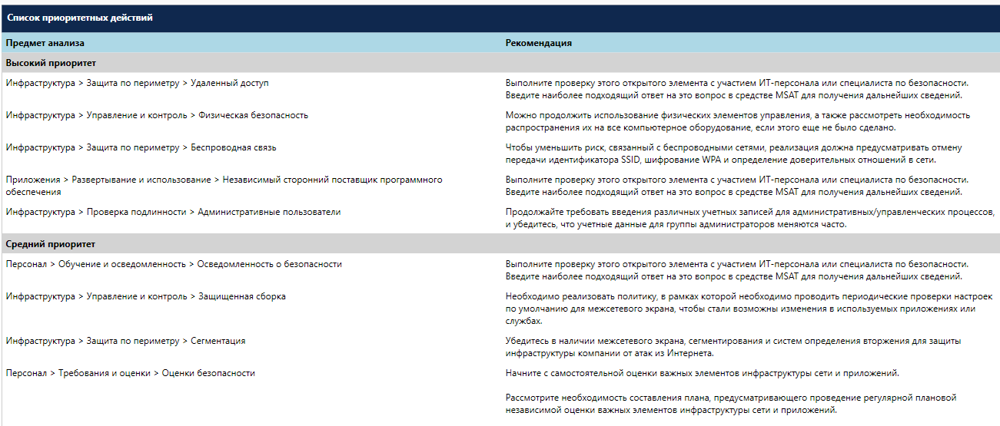 Список приоритетных действий
Предмет анализа Рекомендация
Высокий приоритет
Инфраструктура > Защита по периметру > Удаленный доступ
Выполните проверку этого открытого элемента с участием ИТ-персонала или специалиста по безопасности.
Введите наиболее подходящий ответ на это вопрос в средстве MSAT для получения дальнейших сведений.
Инфраструктура > Управление и контроль > Физическая безопасность
Можно продолжить использование физических элементов управления, а также рассмотреть необходимость
распространения их на все компьютерное оборудование, если этого еще не было сделано.
Инфраструктура > Защита по периметру > Беспроводная связь
Чтобы уменьшить риск, связанный с беспроводными сетями, реализация должна предусматривать отмену
передачи идентификатора SSID, шифрование WPA и определение доверительных отношений в сети.
Приложения > Развертывание и использование > Независимый сторонний поставщик программного
обеспечения
Выполните проверку этого открытого элемента с участием ИТ-персонала или специалиста по безопасности.
Введите наиболее подходящий ответ на это вопрос в средстве MSAT для получения дальнейших сведений.
Инфраструктура > Проверка подлинности > Административные пользователи
Продолжайте требовать введения различных учетных записей для административных/управленческих процессов,
и убедитесь, что учетные данные для группы администраторов меняются часто.
Средний приоритет
Персонал > Обучение и осведомленность > Осведомленность о безопасности
Выполните проверку этого открытого элемента с участием ИТ-персонала или специалиста по безопасности.
Введите наиболее подходящий ответ на это вопрос в средстве MSAT для получения дальнейших сведений.
Инфраструктура > Управление и контроль > Защищенная сборка
Необходимо реализовать политику, в рамках которой необходимо проводить периодические проверки настроек
по умолчанию для межсетевого экрана, чтобы стали возможны изменения в используемых приложениях или
службах.
Инфраструктура > Защита по периметру > Сегментация
Убедитесь в наличии межсетевого экрана, сегментирования и систем определения вторжения для защиты
инфраструктуры компании от атак из Интернета.
Персонал > Требования и оценки > Оценки безопасности
Начните с самостоятельной оценки важных элементов инфраструктуры сети и приложений.
Рассмотрите необходимость составления плана, предусматривающего проведение регулярной плановой
независимой оценки важных элементов инфраструктуры сети и приложений.